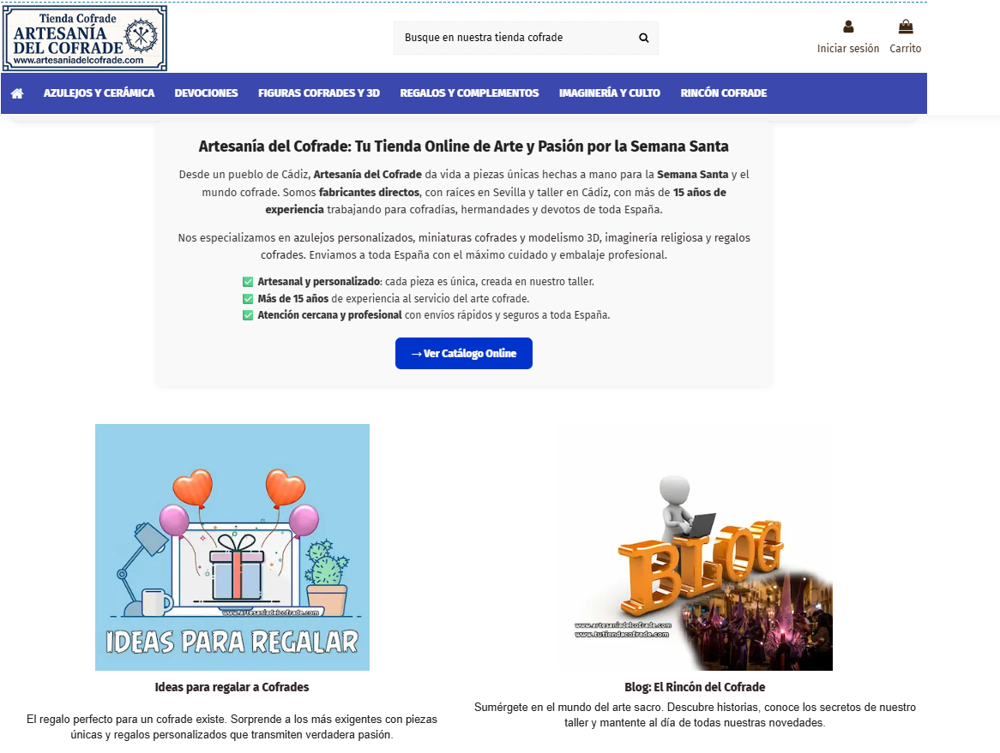 Tienda Cofrade
ARTESANÍA
DEL COFRADE
www.artesaniadelcofrade.com
Busque en nuestra tienda cofrade
Iniciar sesión
Carrito
AZULEJOS Y CERÁMICA
DEVOCIONES
FIGURAS COFRADES Y 3D
REGALOS Y COMPLEMENTOS
IMAGINERÍA Y CULTO
RINCÓN COFRADE
Artesanía del Cofrade: Tu Tienda Online de Arte y Pasión por la Semana Santa
Desde un pueblo de Cádiz, Artesanía del Cofrade da vida a piezas únicas hechas a mano para la Semana Santa y el
mundo cofrade. Somos fabricantes directos, con raíces en Sevilla y taller en Cádiz, con más de 15 años de
experiencia trabajando para cofradías, hermandades y devotos de toda España.
Nos especializamos en azulejos personalizados, miniaturas cofrades y modelismo 3D, imaginería religiosa y regalos
cofrades. Enviamos a toda España con el máximo cuidado y embalaje profesional.
✅ Artesanal y personalizado: cada pieza es única, creada en nuestro taller.
✅ Más de 15 años de experiencia al servicio del arte cofrade.
✅ Atención cercana y profesional con envíos rápidos y seguros a toda España.
→ Ver Catálogo Online
www.artesaniadelcofrade.com
IDEAS PARA REGALAR
BLOG
www.artesaniadelcofrade.com
www.tutiendacofrade.com
Ideas para regalar a Cofrades
El regalo perfecto para un cofrade existe. Sorprende a los más exigentes con piezas
únicas y regalos personalizados que transmiten verdadera pasión.
Blog: El Rincón del Cofrade
Sumérgete en el mundo del arte sacro. Descubre historias, conoce los secretos de nuestro
taller y mantente al día de todas nuestras novedades.